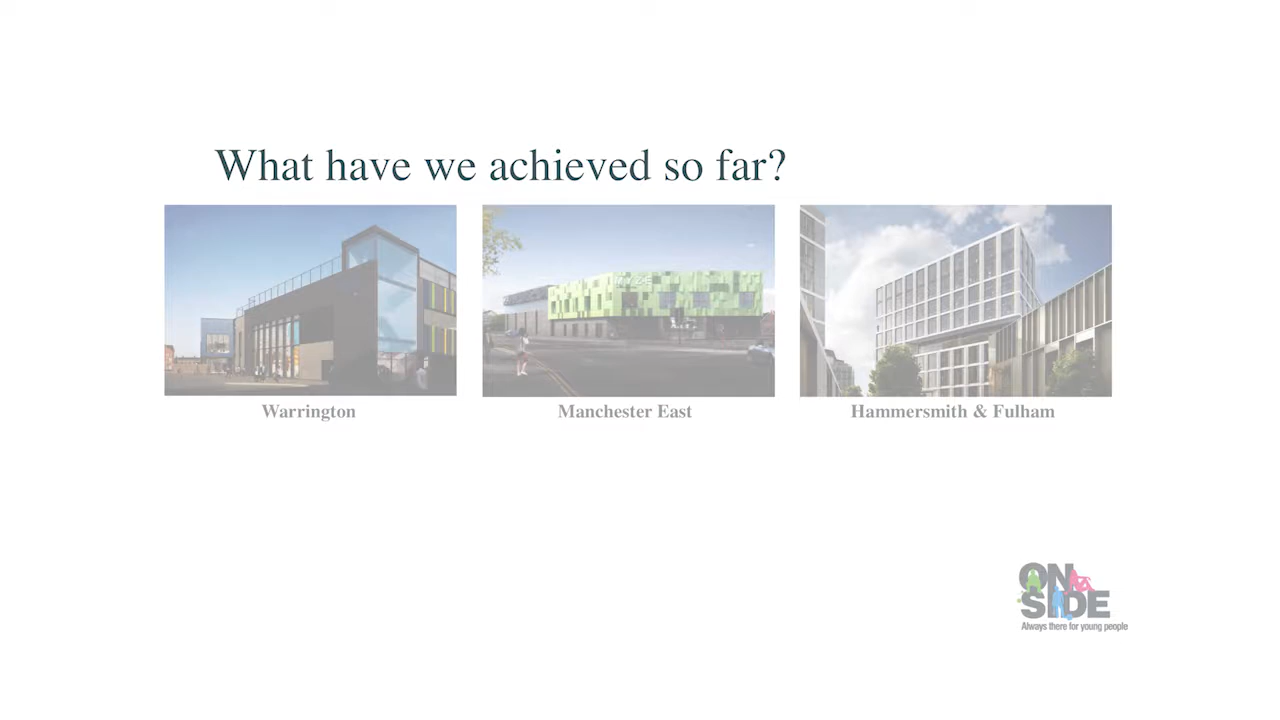 What have we achieved so far?
Warrington
Manchester East
Hammersmith & Fulham
ON
SIDE
Always there for young people